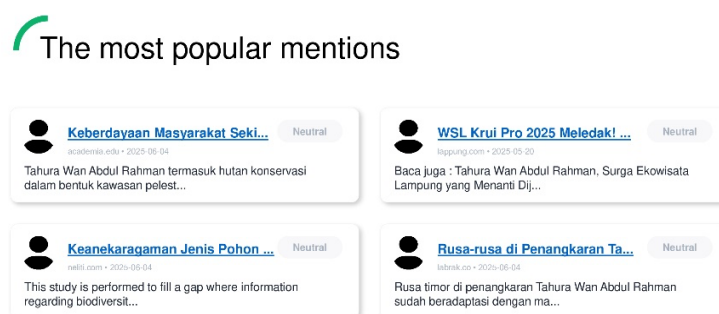 The most popular mentions
Keberdayaan Masyarakat Seki...
Neutral
academia.edu • 2025-06-04
Tahura Wan Abdul Rahman termasuk hutan konservasi
dalam bentuk kawasan pelest...
WSL Krui Pro 2025 Meledak! ...
Neutral
lappung.com • 2025-05-20
Baca juga : Tahura Wan Abdul Rahman, Surga Ekowisata
Lampung yang Menanti Dij...
Keanekaragaman Jenis Pohon ...
Neutral
neliti.com • 2025-06-04
This study is performed to fill a gap where information
regarding biodiversit...
Rusa-rusa di Penangkaran Ta...
Neutral
labrak.co • 2025-06-04
Rusa timor di penangkaran Tahura Wan Abdul Rahman
sudah beradaptasi dengan ma...